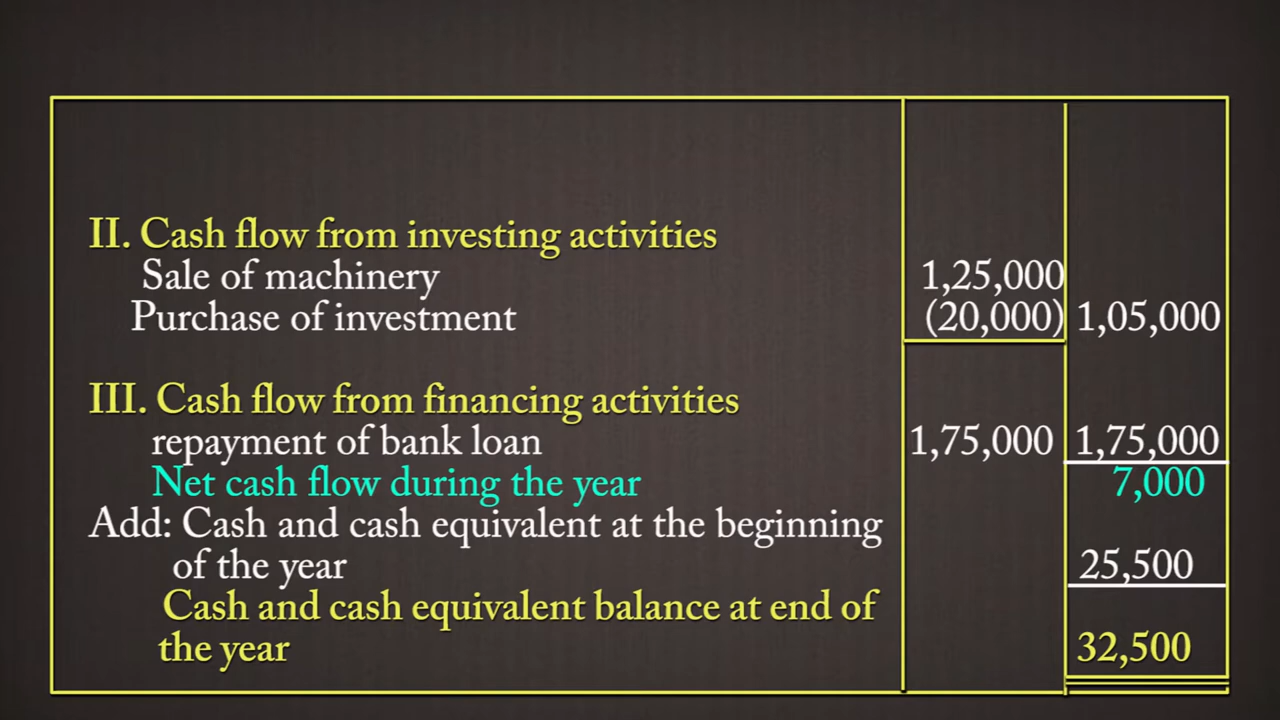 II. Cash flow from investing activities
Sale of machinery 1,25,000
Purchase of investment (20,000) 1,05,000
III. Cash flow from financing activities
repayment of bank loan 1,75,000 1,75,000
Net cash flow during the year 7,000
Add: Cash and cash equivalent at the beginning
of the year 25,500
Cash and cash equivalent balance at end of
the year 32,500